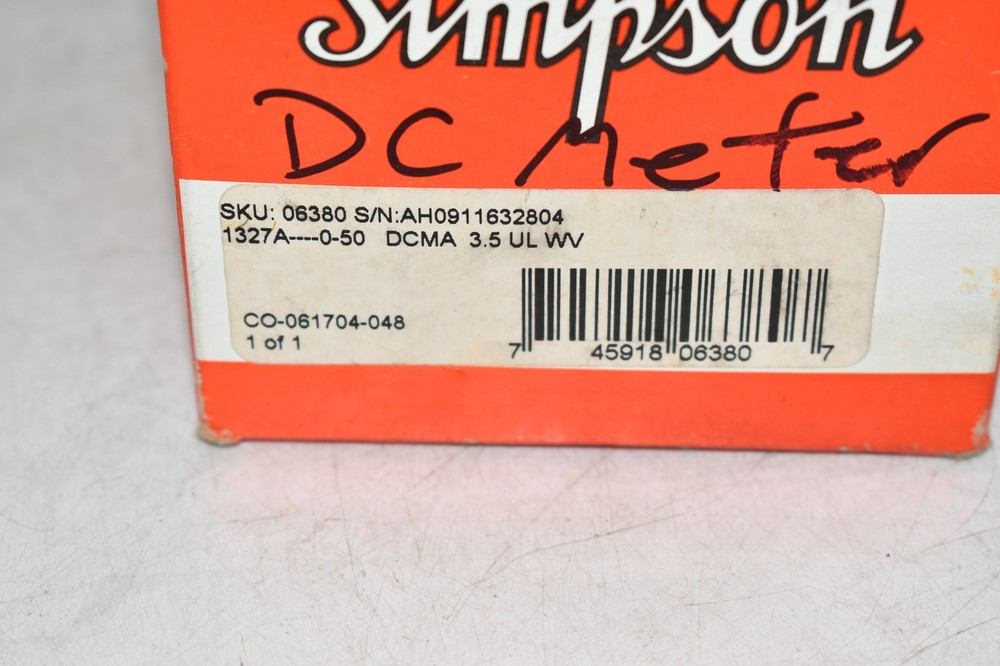 Simpson
DC Meter
SKU: 06380 S/N:AH0911632804
1327A----0-50 DCMA 3.5 UL WV
CO-061704-048
1 of 1
7 45918 06380 7